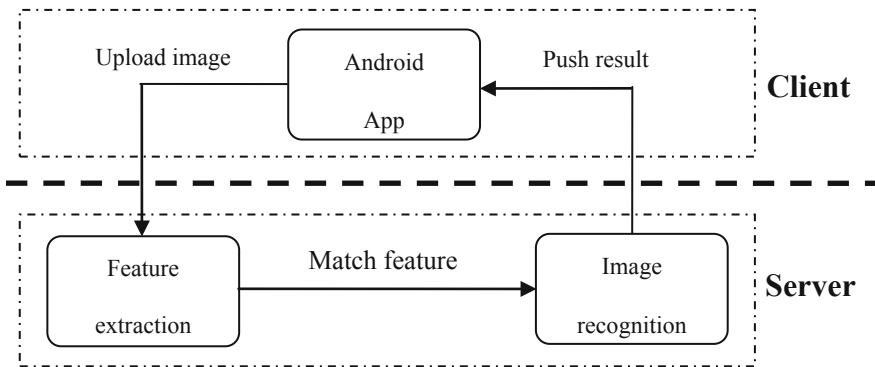 Upload image
Android
App
Push result
Client
Feature
extraction
Match feature
Image
recognition
Server